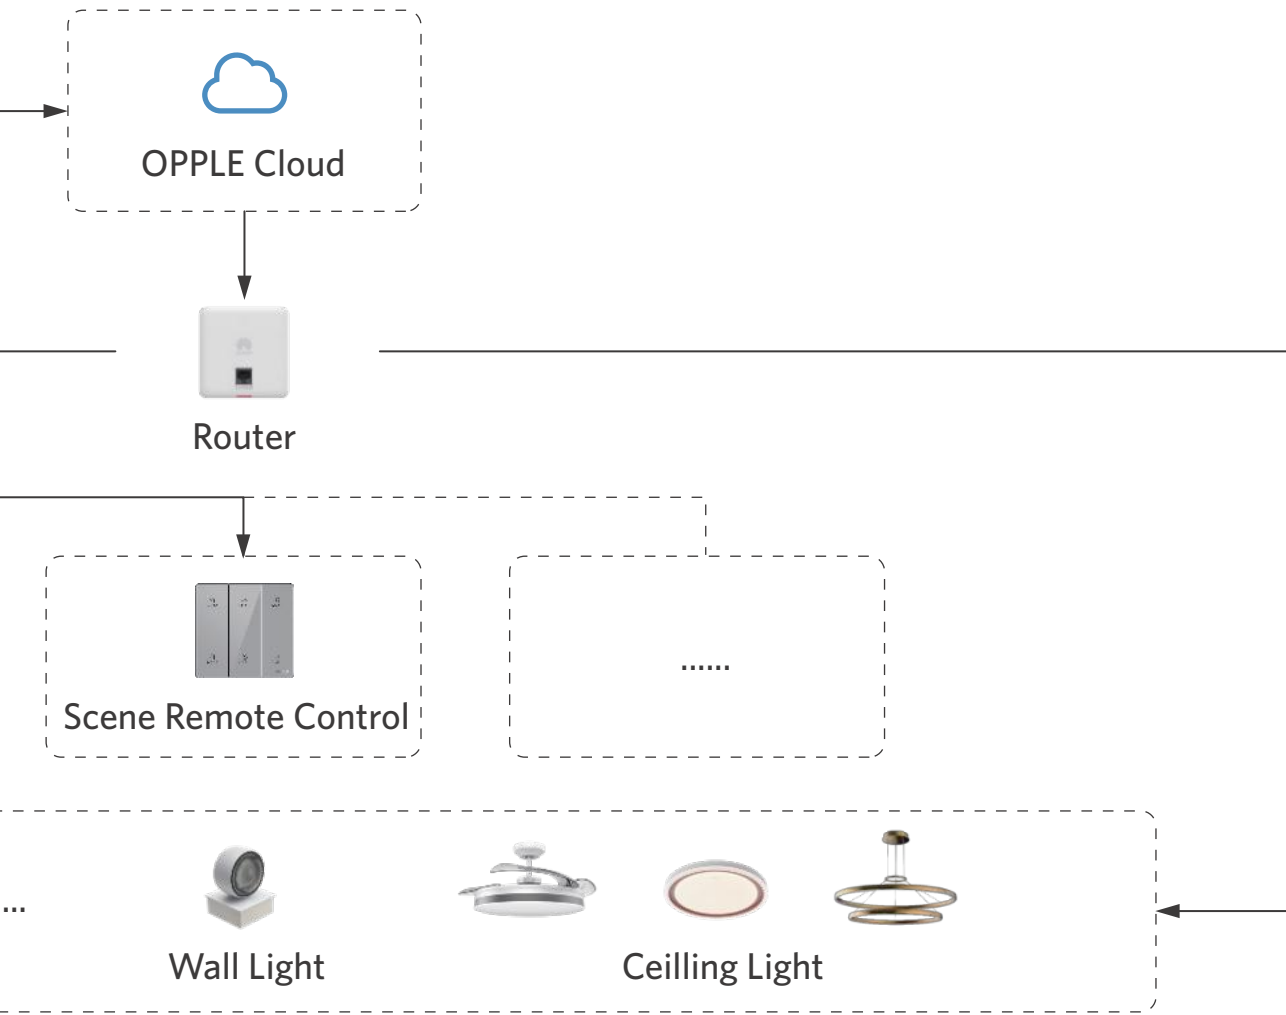 OPPLE Cloud
Router
Scene Remote Control
......
...
Wall Light
Ceilling Light